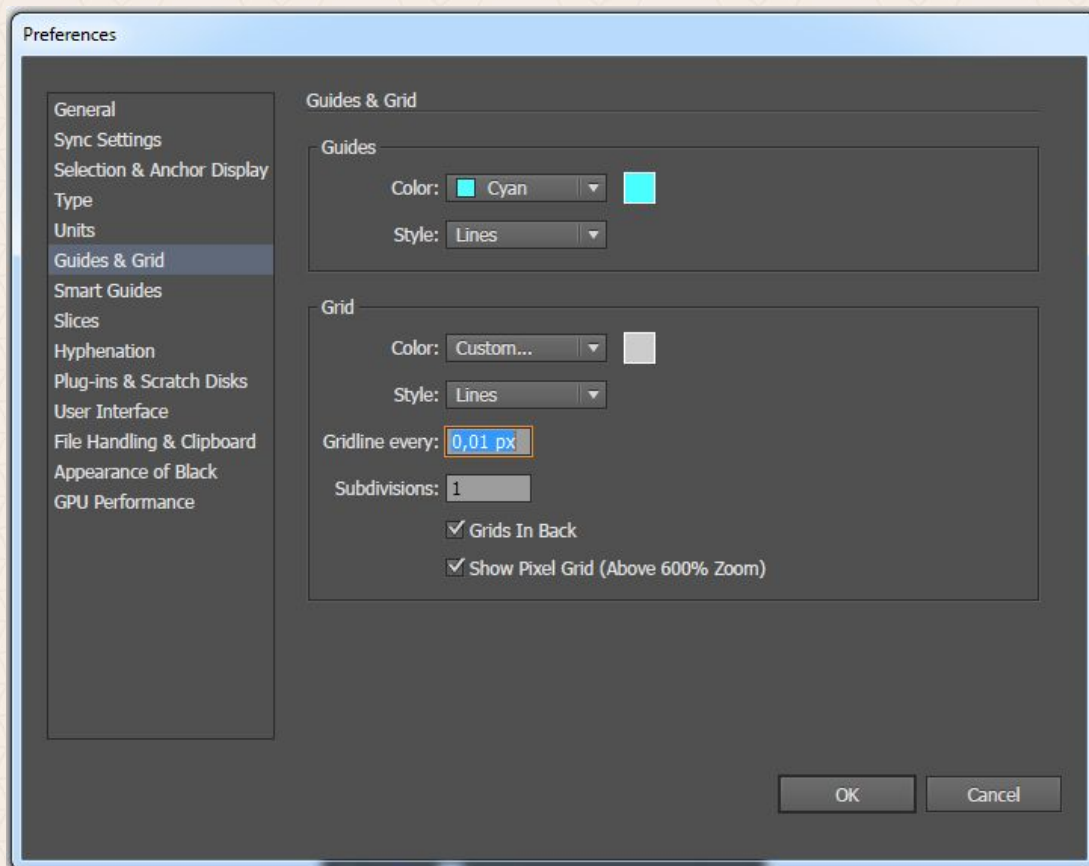 Preferences
General
Sync Settings
Selection & Anchor Display
Type
Units
Guides & Grid
Smart Guides
Slices
Hyphenation
Plug-ins & Scratch Disks
User Interface
File Handling & Clipboard
Appearance of Black
GPU Performance
Guides & Grid
Guides
Color: Cyan
Style: Lines
Grid
Color: Custom...
Style: Lines
Gridline every: 0,01 px
Subdivisions: 1
Grids In Back
Show Pixel Grid (Above 600% Zoom)
OK Cancel